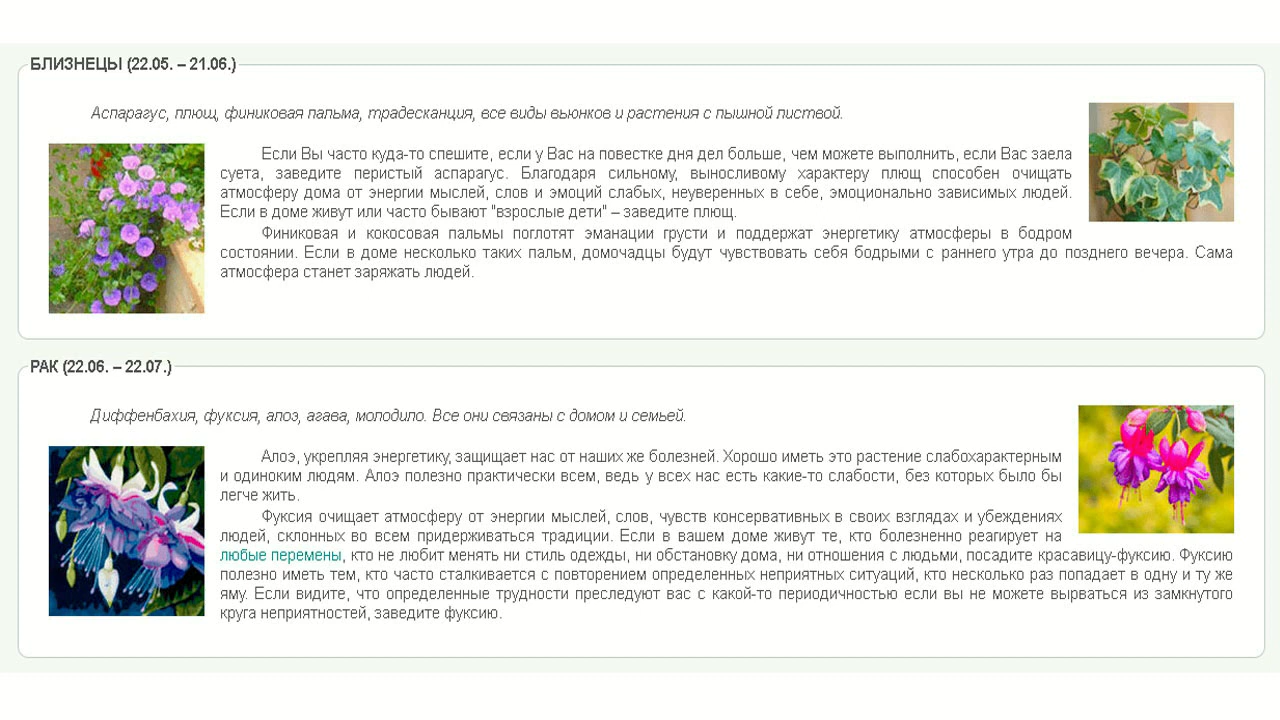 БЛИЗНЕЦЫ (22.05. – 21.06.)
Аспарагус, плющ, финиковая пальма, традесканция, все виды вьюнков и растения с пышной листвой.
Если Вы часто куда-то спешите, если у Вас на повестке дня дел больше, чем можете выполнить, если Вас заела
суета, заведите перистый аспарагус. Благодаря сильному, выносливому характеру плющ способен очищать
атмосферу дома от энергии мыслей, слов и эмоций слабых, неуверенных в себе, эмоционально зависимых людей.
Если в доме живут или часто бывают "взрослые дети" – заведите плющ.
Финиковая и кокосовая пальмы поглотят эманации грусти и поддержат энергетику атмосферы в бодром
состоянии. Если в доме несколько таких пальм, домочадцы будут чувствовать себя бодрыми с раннего утра до позднего вечера. Сама
атмосфера станет заряжать людей.
РАК (22.06. – 22.07.)
Диффенбахия, фуксия, алоэ, агава, молодило. Все они связаны с домом и семьей.
Алоэ, укрепляя энергетику, защищает нас от наших же болезней. Хорошо иметь это растение слабохарактерным
и одиноким людям. Алоэ полезно практически всем, ведь у всех нас есть какие-то слабости, без которых было бы
легче жить.
Фуксия очищает атмосферу от энергии мыслей, слов, чувств консервативных в своих взглядах и убеждениях
людей, склонных во всем придерживаться традиции. Если в вашем доме живут те, кто болезненно реагирует на
любые перемены, кто не любит менять ни стиль одежды, ни обстановку дома, ни отношения с людьми, посадите красавицу-фуксию. Фуксию
полезно иметь тем, кто часто сталкивается с повторением определенных неприятных ситуаций, кто несколько раз попадает в одну и ту же
яму. Если видите, что определенные трудности преследуют вас с какой-то периодичностью если вы не можете вырваться из замкнутого
круга неприятностей, заведите фуксию.